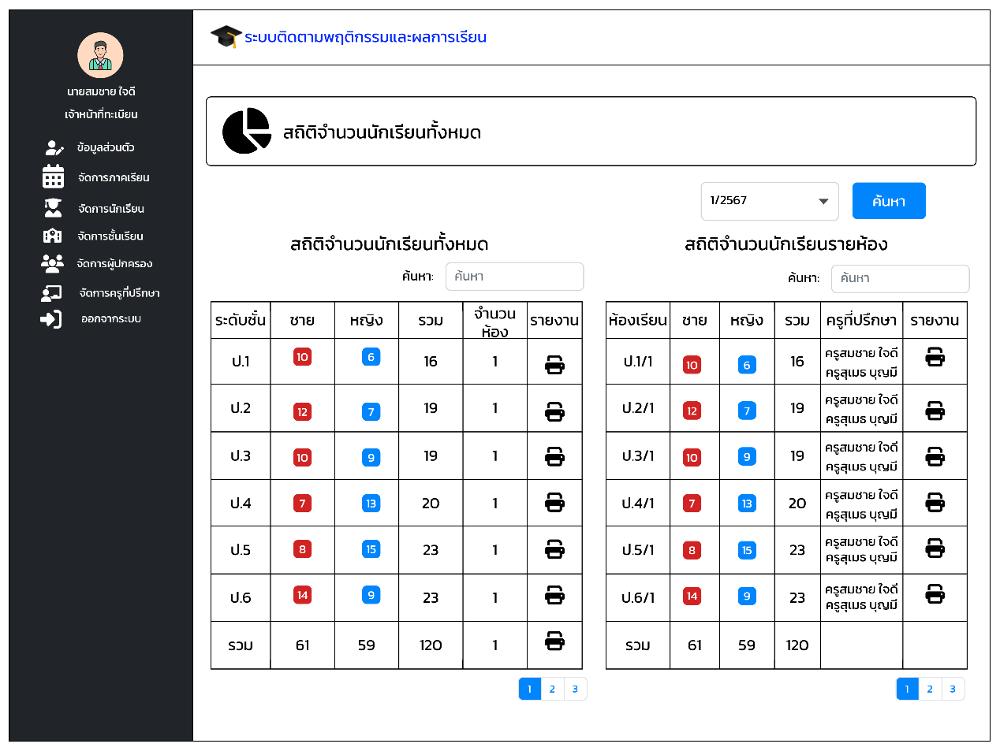 ระบบติดตามพฤติกรรมและผลการเรียน
นายสมชาย ใจดี
เจ้าหน้าที่ทะเบียน
ข้อมูลส่วนตัว
จัดการภาคเรียน
จัดการนักเรียน
จัดการชั้นเรียน
จัดการผู้ปกครอง
จัดการครูที่ปรึกษา
ออกจากระบบ
สถิติจำนวนนักเรียนทั้งหมด
1/2567 ค้นหา
สถิติจำนวนนักเรียนทั้งหมด
ค้นหา: ค้นหา
ระดับชั้น ชาย หญิง รวม จำนวน ห้อง รายงาน
ป.1 10 6 16 1
ป.2 12 7 19 1
ป.3 10 9 19 1
ป.4 7 13 20 1
ป.5 8 15 23 1
ป.6 14 9 23 1
รวม 61 59 120 1
1 2 3
สถิติจำนวนนักเรียนรายห้อง
ค้นหา: ค้นหา
ห้องเรียน ชาย หญิง รวม ครูที่ปรึกษา รายงาน
ป.1/1 10 6 16 ครูสมชาย ใจดี
ครูสุเมธ บุญมี
ป.2/1 12 7 19 ครูสมชาย ใจดี
ครูสุเมธ บุญมี
ป.3/1 10 9 19 ครูสมชาย ใจดี
ครูสุเมธ บุญมี
ป.4/1 7 13 20 ครูสมชาย ใจดี
ครูสุเมธ บุญมี
ป.5/1 8 15 23 ครูสมชาย ใจดี
ครูสุเมธ บุญมี
ป.6/1 14 9 23 ครูสมชาย ใจดี
ครูสุเมธ บุญมี
รวม 61 59 120
1 2 3